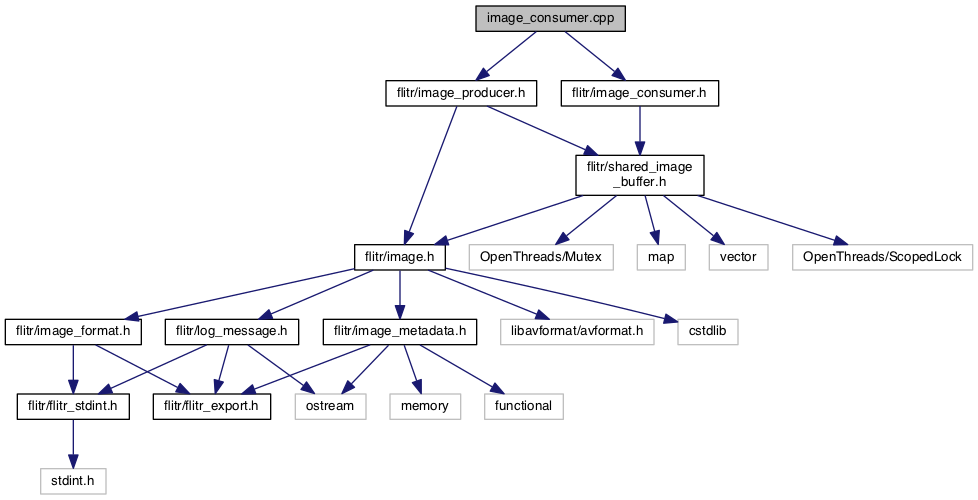 image_consumer.cpp
flitr/image_producer.h
flitr/image_consumer.h
flitr/shared_image
_buffer.h
flitr/image.h
OpenThreads/Mutex
map
vector
OpenThreads/ScopedLock
flitr/image_format.h
flitr/log_message.h
flitr/image_metadata.h
libavformat/avformat.h
cstdlib
flitr/flitr_stdint.h
flitr/flitr_export.h
ostream
memory
functional
stdint.h